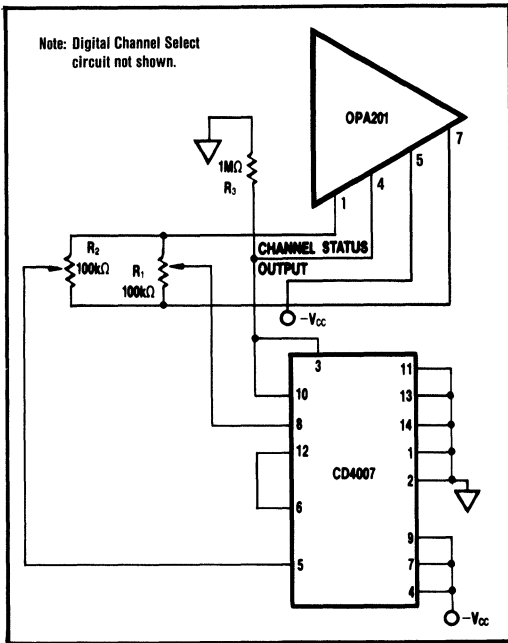 Note: Digital Channel Select
circuit not shown.
OPA201
7
5
1MΩ
R₃
4
1
R₂
100kΩ
R₁
100kΩ
CHANNEL STATUS
OUTPUT
−Vcc
3
11
10
13
8
14
12
1
CD4007
2
6
9
5
7
4
−Vcc